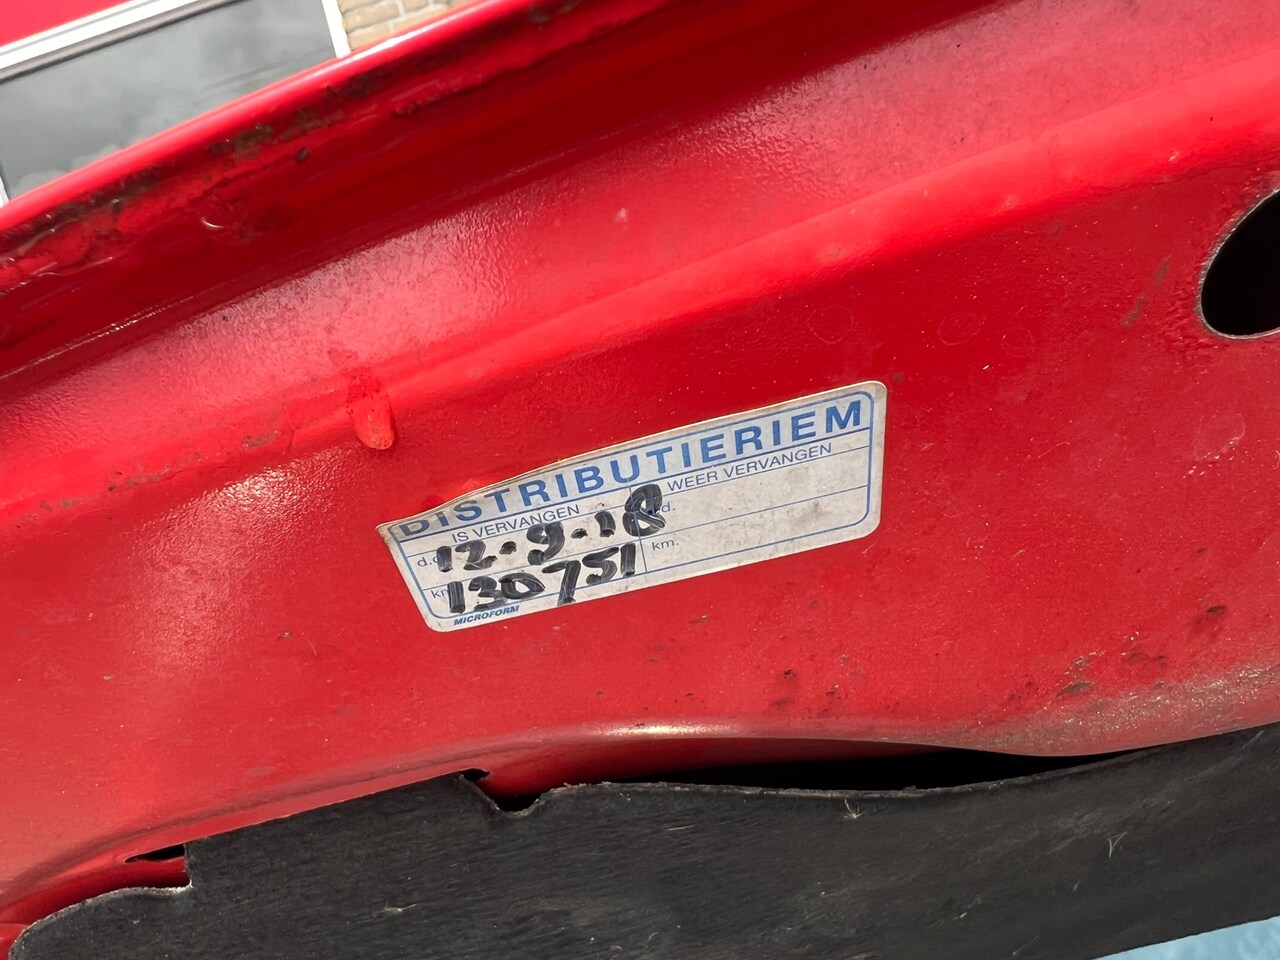 DISTRIBUTIERIEM
IS VERVANGEN WEER VERVANGEN
d.d. 12.9.18 d.d.
km 130751 km.
MICROFORM